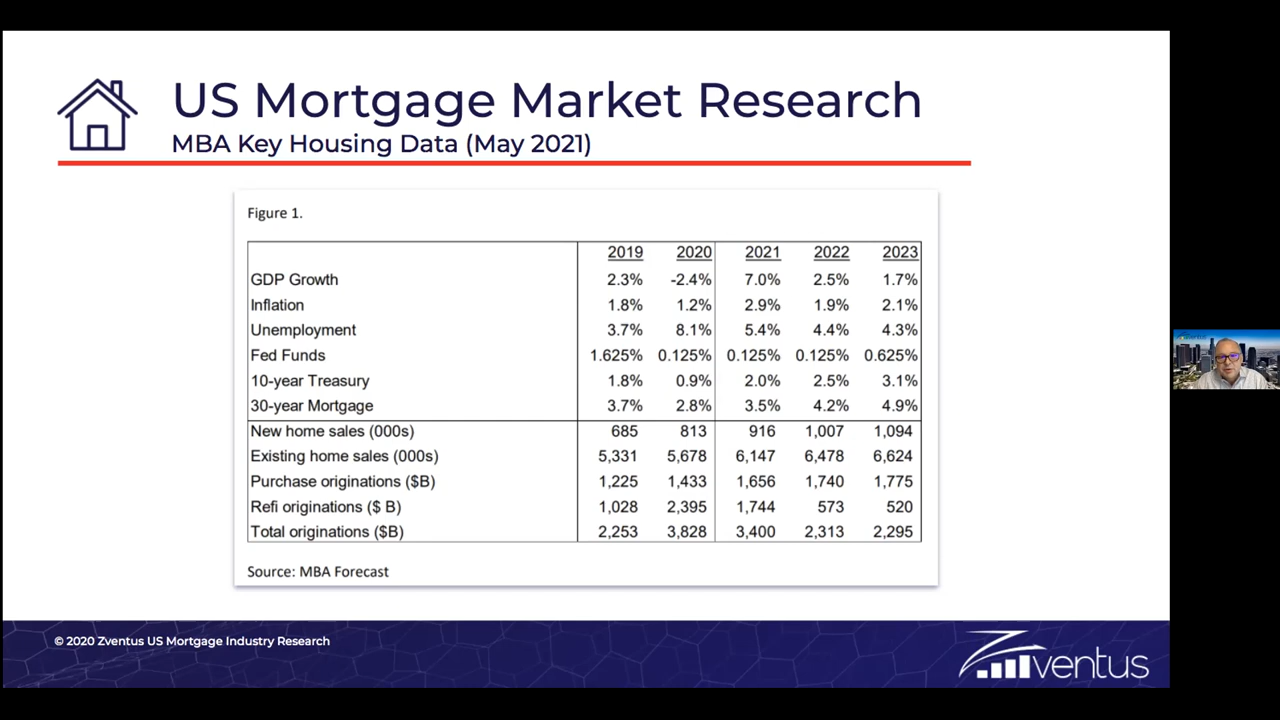 US Mortgage Market Research
MBA Key Housing Data (May 2021)
Figure 1.
2019 2020 2021 2022 2023
GDP Growth 2.3% -2.4% 7.0% 2.5% 1.7%
Inflation 1.8% 1.2% 2.9% 1.9% 2.1%
Unemployment 3.7% 8.1% 5.4% 4.4% 4.3%
Fed Funds 1.625% 0.125% 0.125% 0.125% 0.625%
10-year Treasury 1.8% 0.9% 2.0% 2.5% 3.1%
30-year Mortgage 3.7% 2.8% 3.5% 4.2% 4.9%
New home sales (000s) 685 813 916 1,007 1,094
Existing home sales (000s) 5,331 5,678 6,147 6,478 6,624
Purchase originations ($B) 1,225 1,433 1,656 1,740 1,775
Refi originations ($ B) 1,028 2,395 1,744 573 520
Total originations ($B) 2,253 3,828 3,400 2,313 2,295
Source: MBA Forecast
© 2020 Zventus US Mortgage Industry Research
Zventus